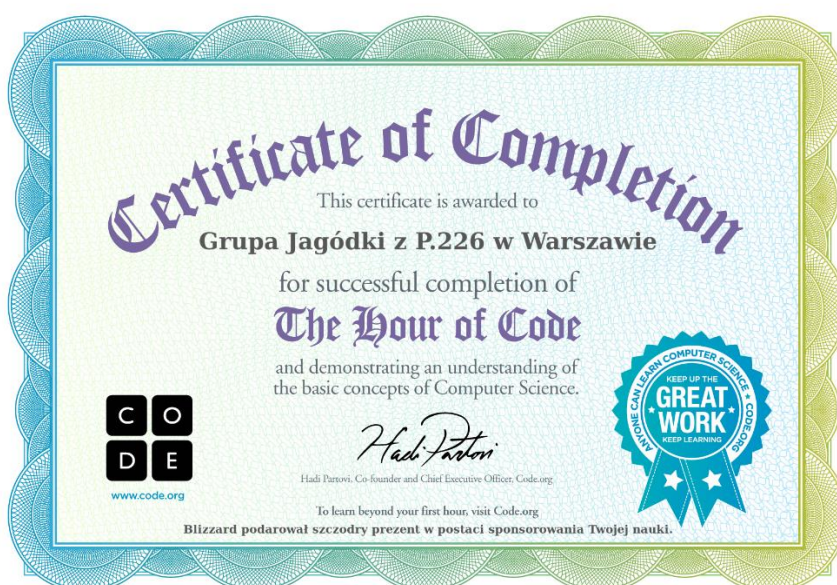 Certificate of Completion
This certificate is awarded to
Grupa Jagódki z P.226 w Warszawie
for successful completion of
The Hour of Code
and demonstrating an understanding of
the basic concepts of Computer Science.
C O
D E
www.code.org
Hadi Partovi
Hadi Partovi, Co-founder and Chief Executive Officer, Code.org
ANYONE CAN LEARN COMPUTER SCIENCE ★ CODE.ORG
KEEP UP THE
GREAT
WORK
KEEP LEARNING
To learn beyond your first hour, visit Code.org
Blizzard podarował szczodry prezent w postaci sponsorowania Twojej nauki.